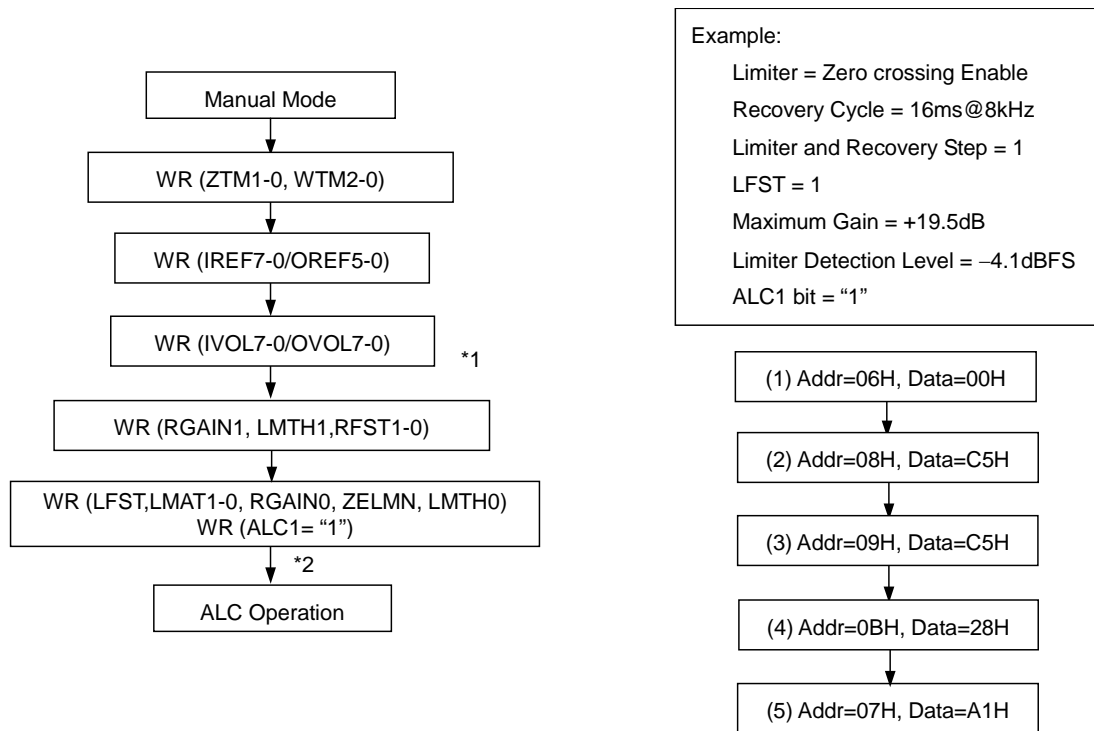 Manual Mode
WR (ZTM1-0, WTM2-0)
WR (IREF7-0/OREF5-0)
WR (IVOL7-0/OVOL7-0)
*1
WR (RGAIN1, LMTH1,RFST1-0)
WR (LFST,LMAT1-0, RGAIN0, ZELMN, LMTH0)
WR (ALC1= “1”)
*2
ALC Operation
Example:
Limiter = Zero crossing Enable
Recovery Cycle = 16ms@8kHz
Limiter and Recovery Step = 1
LFST = 1
Maximum Gain = +19.5dB
Limiter Detection Level = −4.1dBFS
ALC1 bit = “1”
(1) Addr=06H, Data=00H
(2) Addr=08H, Data=C5H
(3) Addr=09H, Data=C5H
(4) Addr=0BH, Data=28H
(5) Addr=07H, Data=A1H